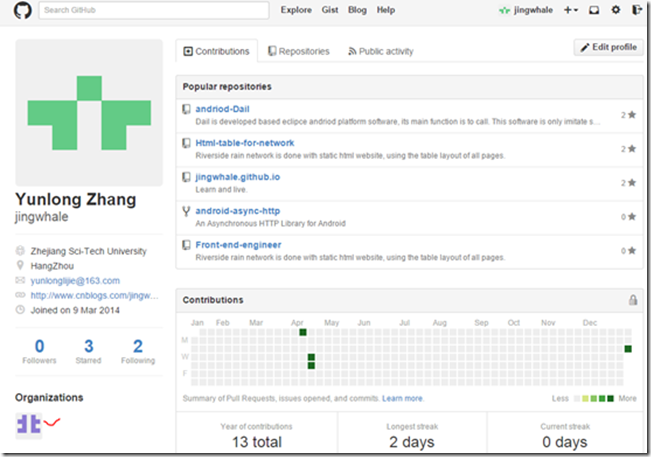 Search GitHub
Explore Gist Blog Help
jingwhale
Contributions
Repositories
Public activity
Edit profile
Popular repositories
andriod-Dail
2
Dail is developed based eclipce andriod platform software, its main function is to call. This software is only imitate s...
Html-table-for-network
2
Riverside rain network is done with static html website, using the table layout of all pages.
jingwhale.github.io
2
Learn and live.
android-async-http
0
An Asynchronous HTTP Library for Android
Front-end-engineer
0
Riverside rain network is done with static html website, using the table layout of all pages.
Yunlong Zhang
jingwhale
Zhejiang Sci-Tech University
HangZhou
yunlonglijie@163.com
http://www.cnblogs.com/jingw...
Joined on 9 Mar 2014
0 3 2
Followers Starred Following
Organizations
Contributions
Jan Feb Mar Apr May Jun Jul Aug Sep Oct Nov Dec
M
W
F
Summary of Pull Requests, issues opened, and commits. Learn more.
Less More
Year of contributions
13 total
Longest streak
2 days
Current streak
0 days